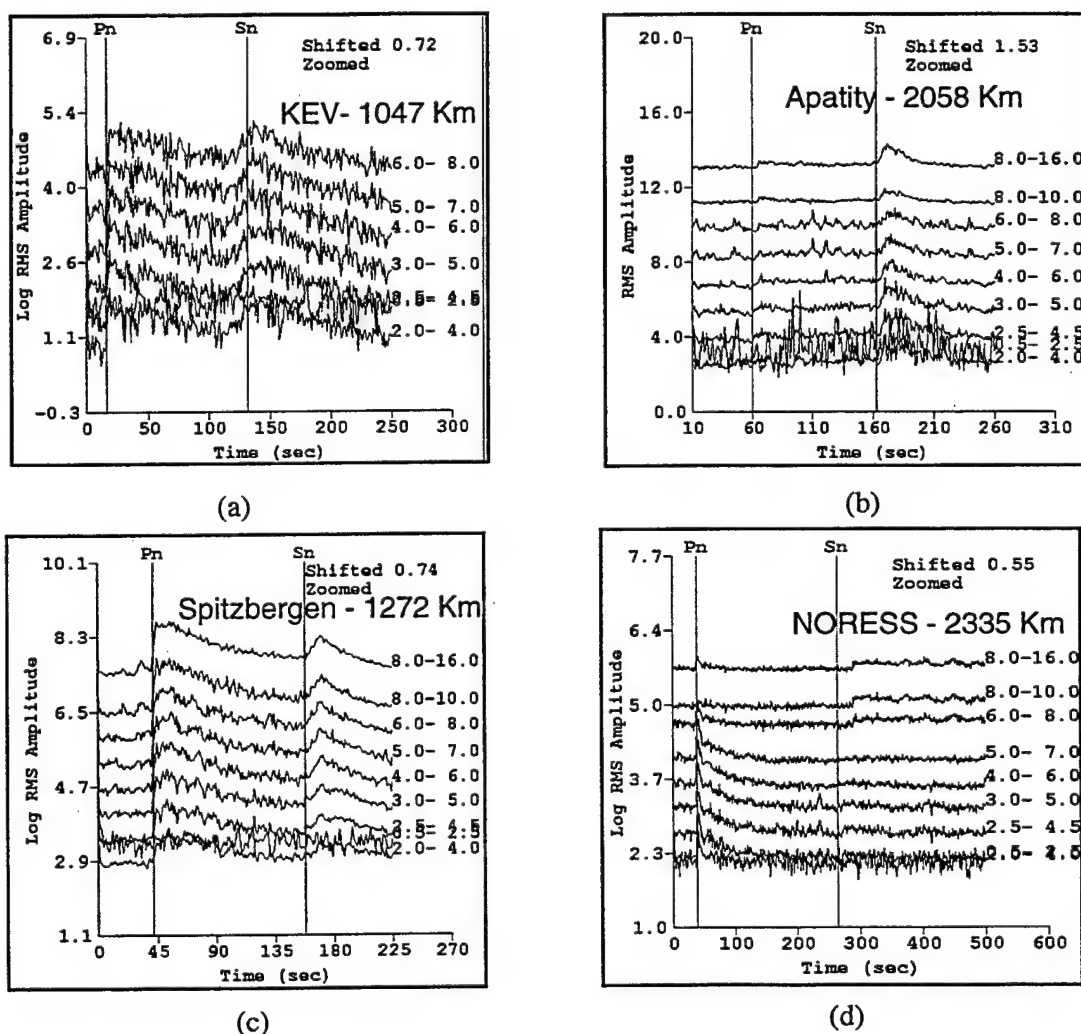 Pn Sn
6.9
Shifted 0.72
Zoomed
KEV- 1047 Km
5.4
6.0- 8.0
4.0
5.0- 7.0
4.0- 6.0
3.0- 5.0
2.6
2.0- 4.0
1.1
-0.3
0 50 100 150 200 250 300
Time (sec)
Log RMS Amplitude
(a)
Pn Sn
20.0
Shifted 1.53
Zoomed
Apatity - 2058 Km
16.0
8.0-16.0
12.0
8.0-10.0
6.0- 8.0
5.0- 7.0
8.0
4.0- 6.0
3.0- 5.0
2.5- 4.5
4.0
2.0- 4.0
0.0
10 60 110 160 210 260 310
Time (sec)
RMS Amplitude
(b)
Pn Sn
10.1
Shifted 0.74
Zoomed
Spitzbergen - 1272 Km
8.3
8.0-16.0
8.0-10.0
6.5
6.0- 8.0
5.0- 7.0
4.7
4.0- 6.0
3.0- 5.0
2.0- 4.0
2.9
1.1
0 45 90 135 180 225 270
Time (sec)
Log RMS Amplitude
(c)
Pn Sn
7.7
Shifted 0.55
Zoomed
NORESS - 2335 Km
6.4
8.0-16.0
8.0-10.0
5.0
6.0- 8.0
5.0- 7.0
4.0- 6.0
3.7
3.0- 5.0
2.5- 4.5
2.3
1.0
0 100 200 300 400 500 600
Time (sec)
Log RMS Amplitude
(d)